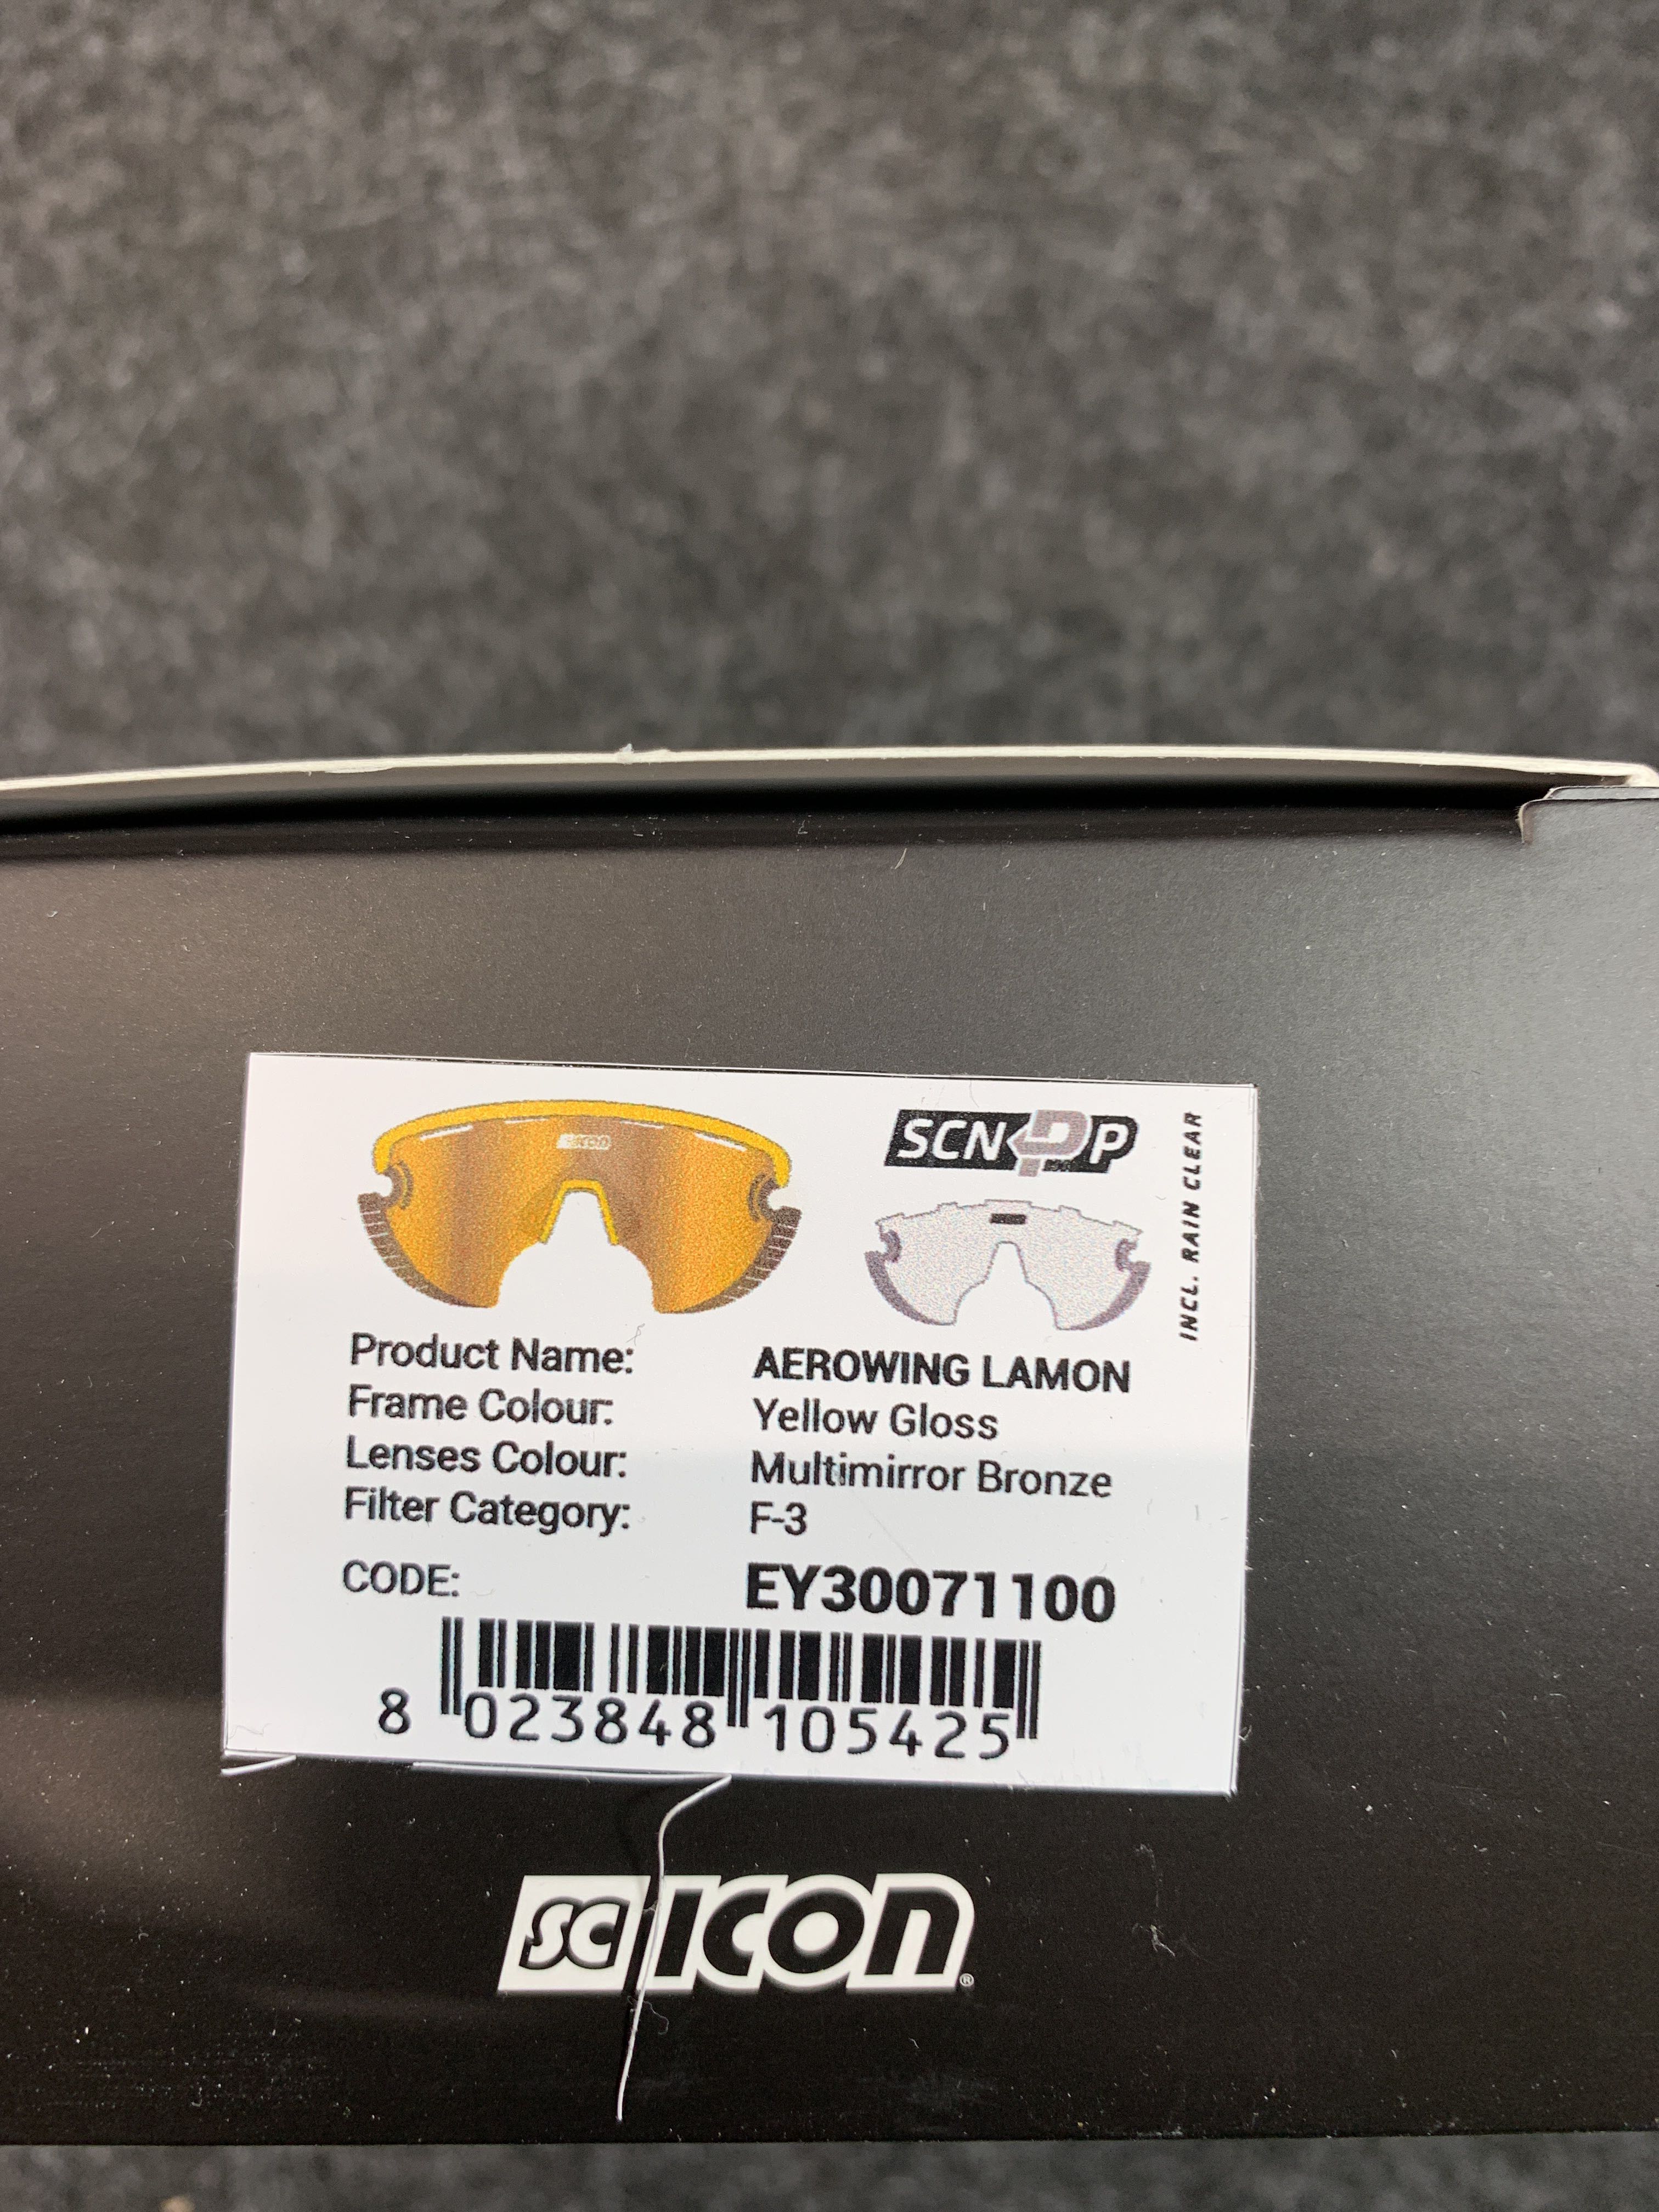 SCICON
SCNPP
INCL. RAIN CLEAR
Product Name: AEROWING LAMON
Frame Colour: Yellow Gloss
Lenses Colour: Multimirror Bronze
Filter Category: F-3
CODE: EY30071100
8 023848 105425
SCICON®